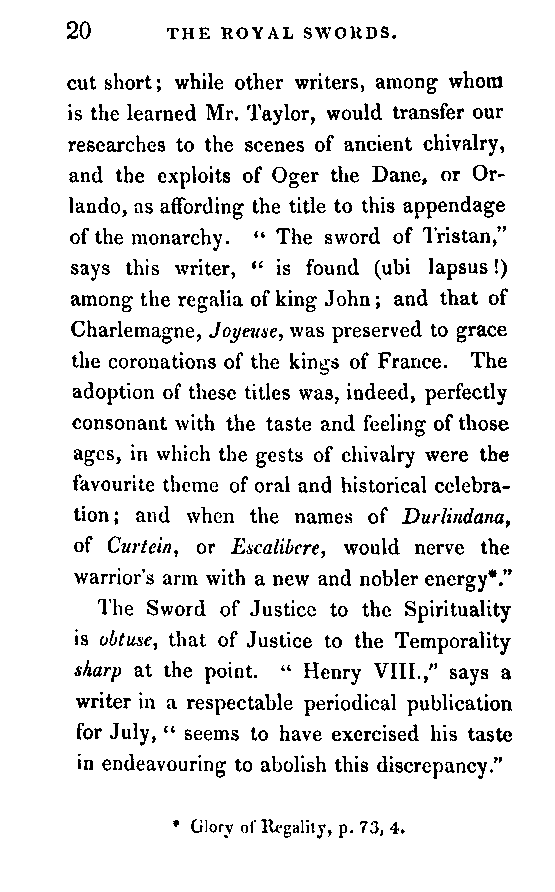 20 THE ROYAL SWORDS.
cut short; while other writers, among whom
is the learned Mr. Taylor, would transfer our
researches to the scenes of ancient chivalry,
and the exploits of Oger the Dane, or Or-
lando, as affording the title to this appendage
of the monarchy. “ The sword of Tristan,”
says this writer, “ is found (ubi lapsus!)
among the regalia of king John; and that of
Charlemagne, Joyeuse, was preserved to grace
the coronations of the kings of France. The
adoption of these titles was, indeed, perfectly
consonant with the taste and feeling of those
ages, in which the gests of chivalry were the
favourite theme of oral and historical celebra-
tion; and when the names of Durlindana,
of Curtein, or Escalibere, would nerve the
warrior's arm with a new and nobler energy*.”
The Sword of Justice to the Spirituality
is obtuse, that of Justice to the Temporality
sharp at the point. “ Henry VIII.,” says a
writer in a respectable periodical publication
for July, “ seems to have exercised his taste
in endeavouring to abolish this discrepancy.”
* Glory of Regality, p. 73, 4.